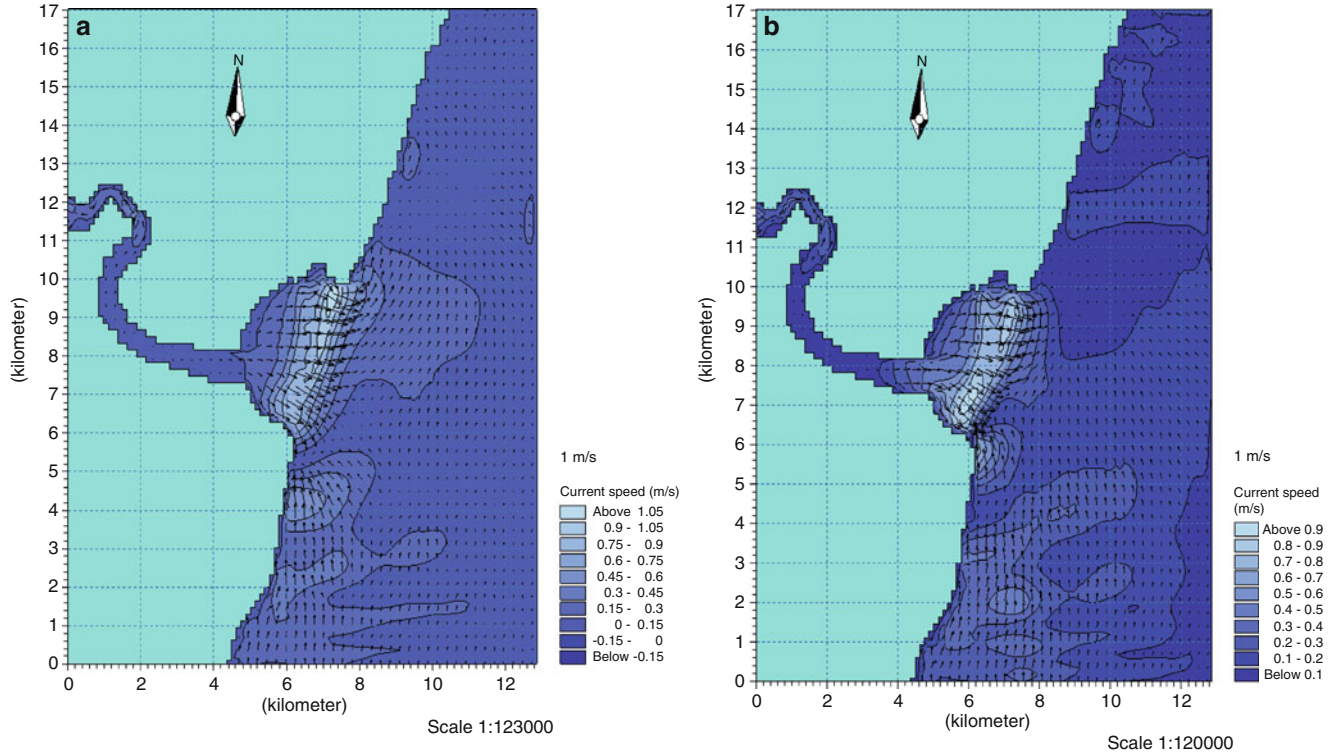 a
N
17
16
15
14
13
12
11
10
9
8
7
6
5
4
3
2
1
0
(kilometer)
0 2 4 6 8 10 12
(kilometer)
Scale 1:123000
1 m/s
Current speed (m/s)
Above 1.05
0.9 - 1.05
0.75 - 0.9
0.6 - 0.75
0.45 - 0.6
0.3 - 0.45
0.15 - 0.3
0 - 0.15
-0.15 - 0
Below -0.15
b
N
17
16
15
14
13
12
11
10
9
8
7
6
5
4
3
2
1
0
(kilometer)
0 2 4 6 8 10 12
(kilometer)
Scale 1:120000
1 m/s
Current speed
(m/s)
Above 0.9
0.8 - 0.9
0.7 - 0.8
0.6 - 0.7
0.5 - 0.6
0.4 - 0.5
0.3 - 0.4
0.2 - 0.3
0.1 - 0.2
Below 0.1